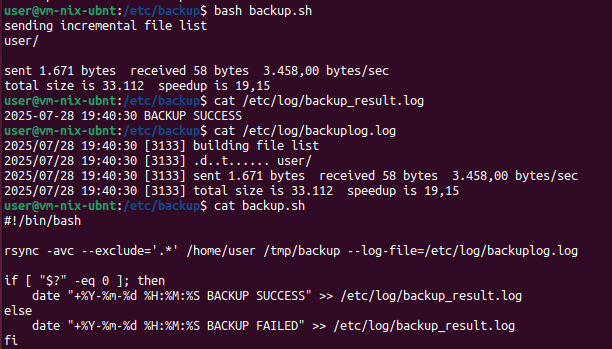 user@vm-nix-ubnt:/etc/backup$ bash backup.sh
sending incremental file list
user/

sent 1.671 bytes  received 58 bytes  3.458,00 bytes/sec
total size is 33.112  speedup is 19,15
user@vm-nix-ubnt:/etc/backup$ cat /etc/log/backup_result.log
2025-07-28 19:40:30 BACKUP SUCCESS
user@vm-nix-ubnt:/etc/backup$ cat /etc/log/backuplog.log
2025/07/28 19:40:30 [3133] building file list
2025/07/28 19:40:30 [3133] .d..t...... user/
2025/07/28 19:40:30 [3133] sent 1.671 bytes  received 58 bytes  3.458,00 bytes/sec
2025/07/28 19:40:30 [3133] total size is 33.112  speedup is 19,15
user@vm-nix-ubnt:/etc/backup$ cat backup.sh
#!/bin/bash

rsync -avc --exclude='.*' /home/user /tmp/backup --log-file=/etc/log/backuplog.log

if [ "$?" -eq 0 ]; then
    date "+%Y-%m-%d %H:%M:%S BACKUP SUCCESS" >> /etc/log/backup_result.log
else
    date "+%Y-%m-%d %H:%M:%S BACKUP FAILED" >> /etc/log/backup_result.log
fi